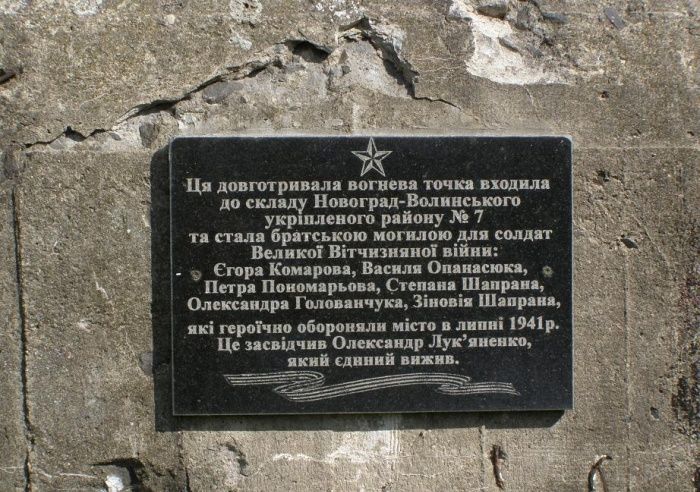 Ця довготривала вогнева точка входила
до складу Новоград-Волинського
укріпленого району № 7
та стала братською могилою для солдат
Великої Вітчизняної війни:
Єгора Комарова, Василя Опанасюка,
Петра Пономарьова, Степана Шапрана,
Олександра Голованчука, Зіновія Шапрана,
які героїчно обороняли місто в липні 1941р.
Це засвідчив Олександр Лук'яненко,
який єднний вижив.